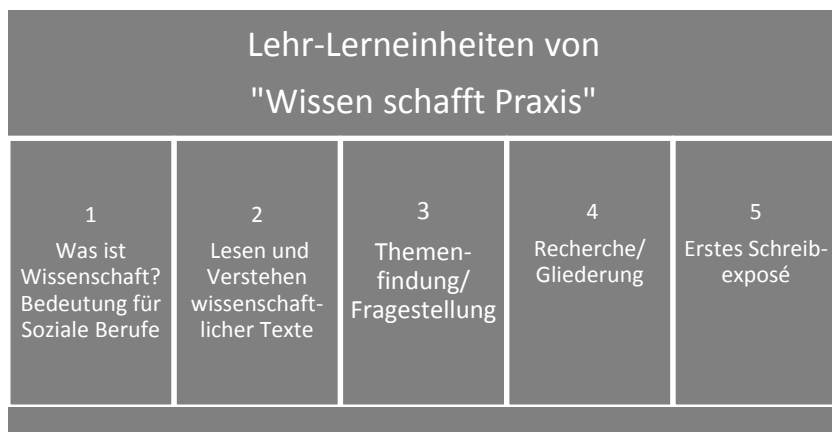 Lehr-Lerneinheiten von
"Wissen schafft Praxis"
1
Was ist
Wissenschaft?
Bedeutung für
Soziale Berufe
2
Lesen und
Verstehen
wissenschaft-
licher Texte
3
Themen-
findung/
Fragestellung
4
Recherche/
Gliederung
5
Erstes Schreib-
exposé